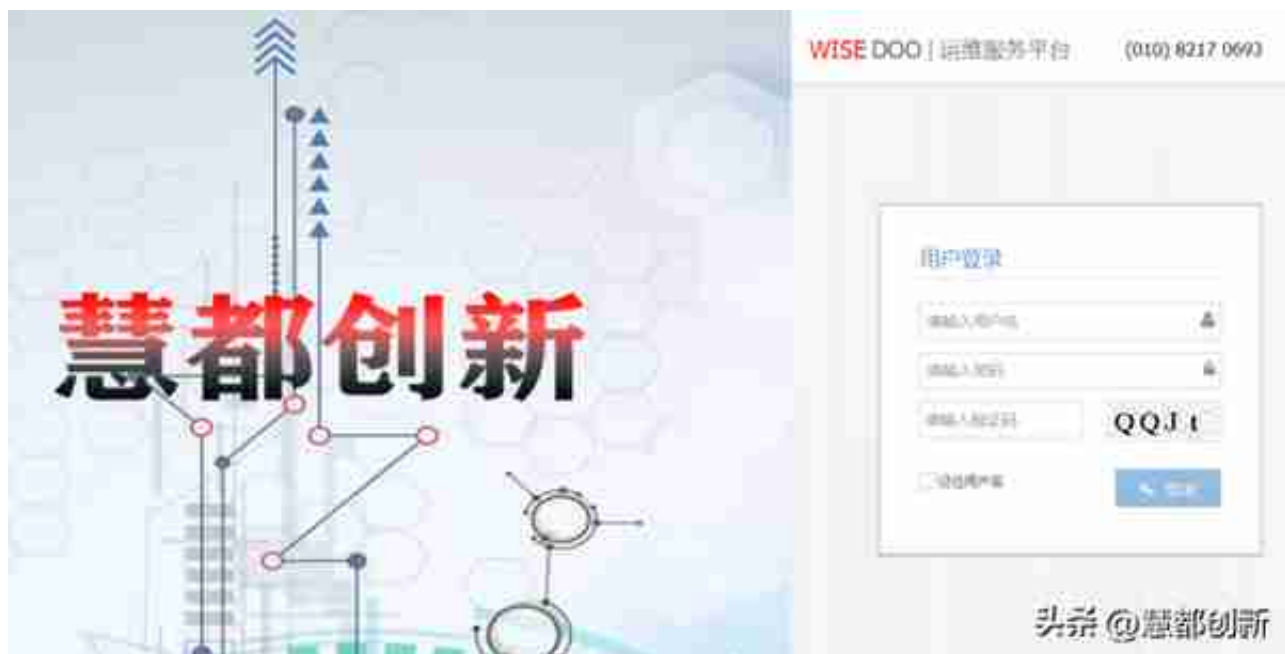 WISE DOO | 运维服务平台 (010) 8217 0693
慧都创新
用户登录
请输入用户名
请输入密码
请输入验证码 QQJt
记住用户名
登录
头条 @慧都创新